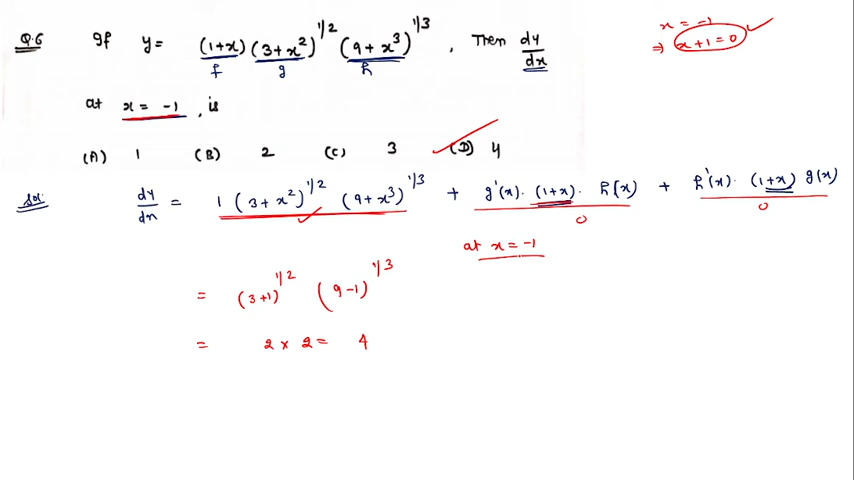 Q.6 If y = (1+x) (3+x²)^1/2 (9+x³)^1/3 , Then dy/dx
f g h
x = -1
⇒ x+1=0
at x = -1 , is
(A) 1 (B) 2 (C) 3 (D) 4
Sol dy/dx = 1 (3+x²)^1/2 (9+x³)^1/3 + g'(x). (1+x). h(x) + h'(x). (1+x) g(x)
0 0
at x = -1
= (3+1)^1/2 (9-1)^1/3
= 2 × 2 = 4